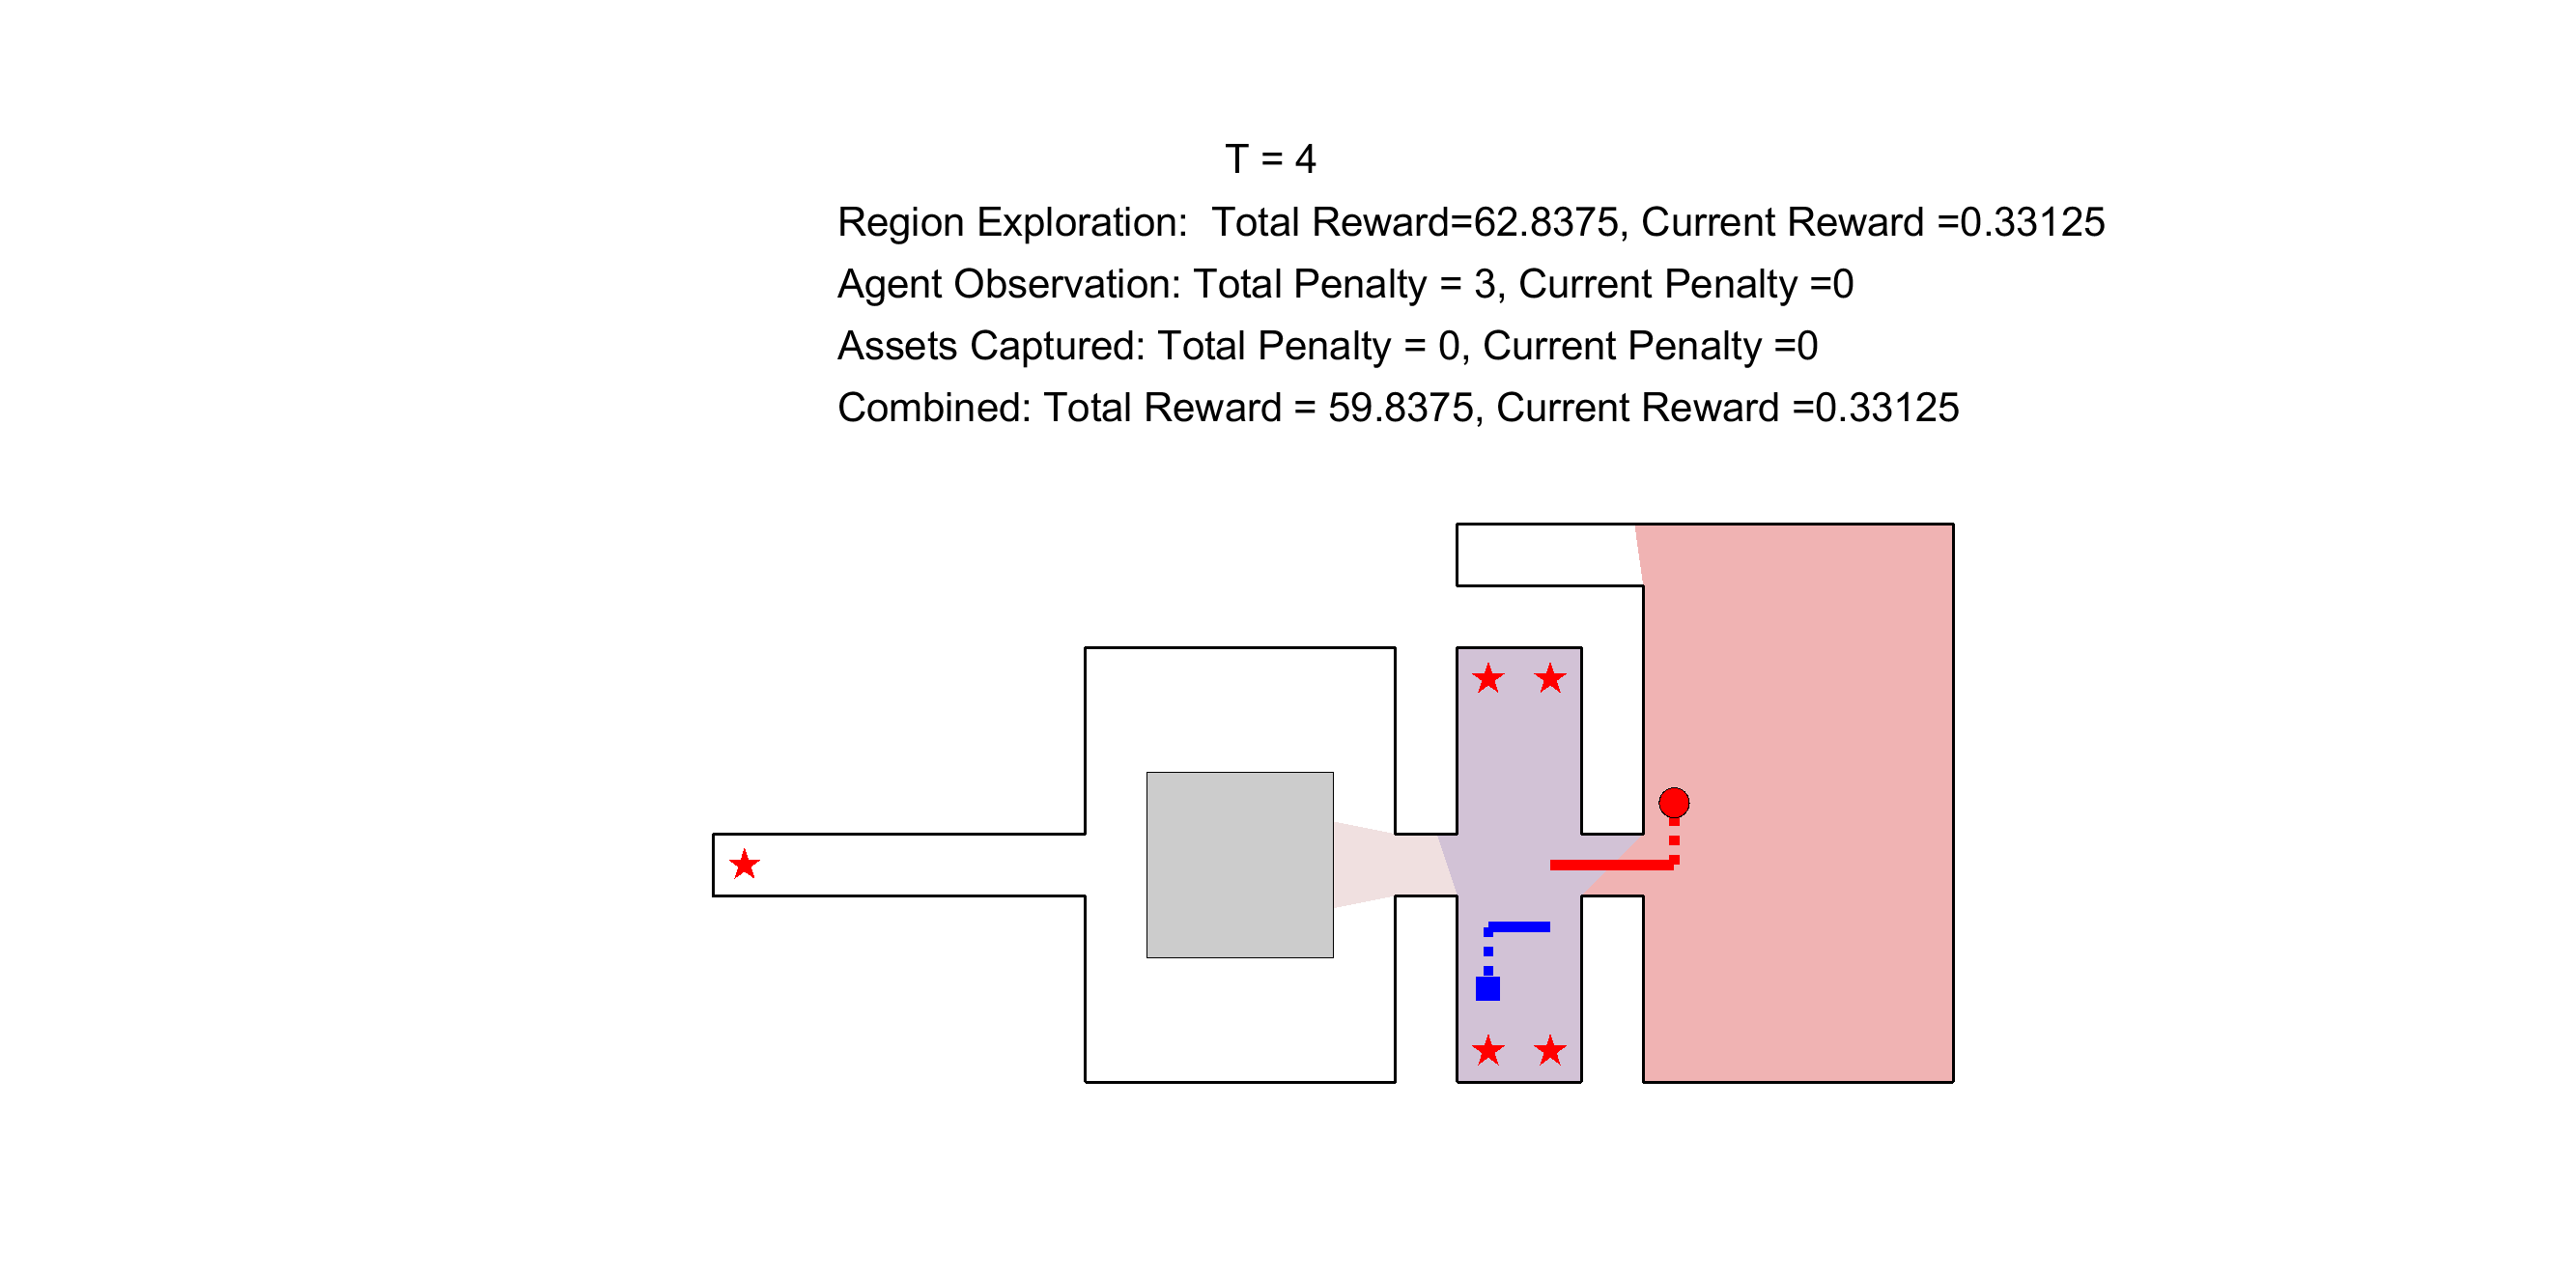 T = 4
Region Exploration:  Total Reward=62.8375, Current Reward =0.33125
Agent Observation: Total Penalty = 3, Current Penalty =0
Assets Captured: Total Penalty = 0, Current Penalty =0
Combined: Total Reward = 59.8375, Current Reward =0.33125